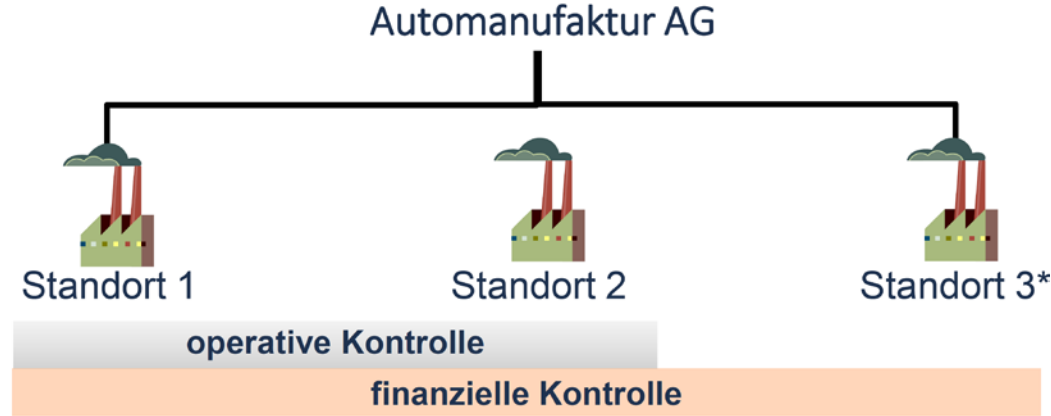 Automanufaktur AG
Standort 1
Standort 2
Standort 3*
operative Kontrolle
finanzielle Kontrolle